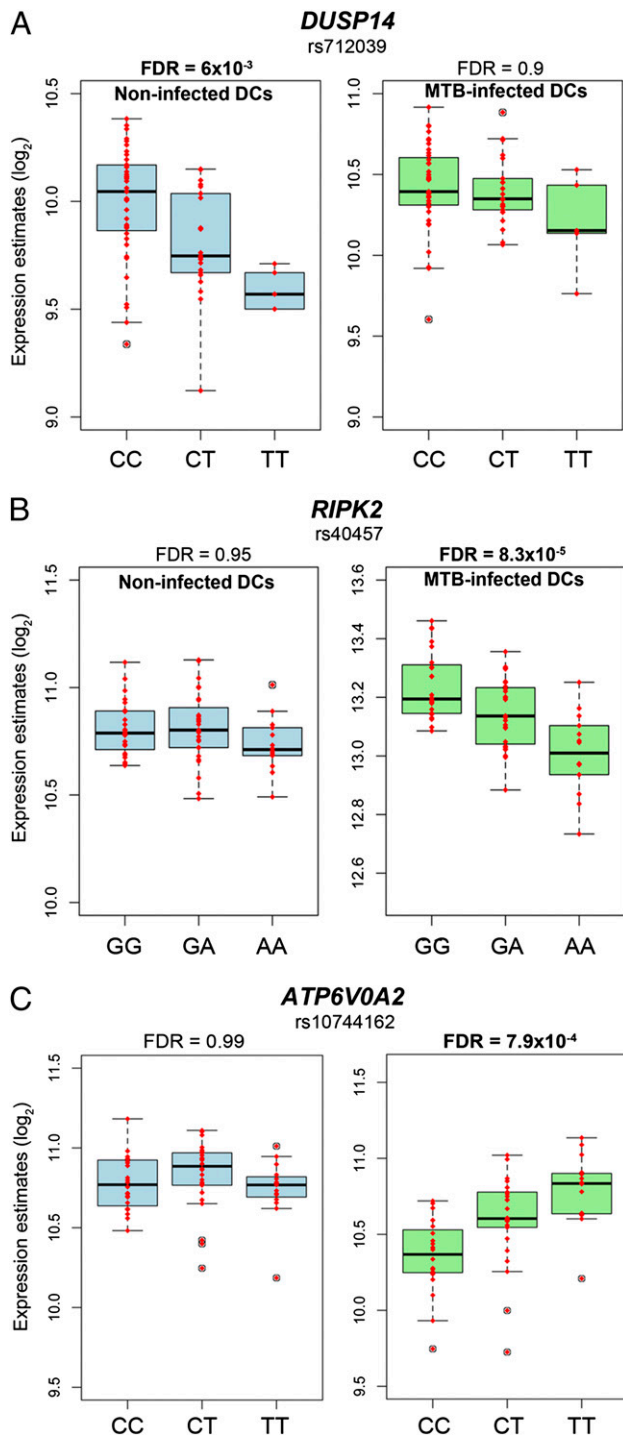 A
DUSP14
rs712039
FDR = 6x10⁻³
FDR = 0.9
Non-infected DCs
MTB-infected DCs
Expression estimates (log₂)
10.5
10.0
9.5
9.0
11.0
10.5
10.0
9.5
9.0
CC CT TT
CC CT TT
B
RIPK2
rs40457
FDR = 0.95
FDR = 8.3x10⁻⁵
Non-infected DCs
MTB-infected DCs
Expression estimates (log₂)
11.5
11.0
10.5
10.0
13.6
13.4
13.2
13.0
12.8
12.6
GG GA AA
GG GA AA
C
ATP6V0A2
rs10744162
FDR = 0.99
FDR = 7.9x10⁻⁴
Expression estimates (log₂)
11.5
11.0
10.5
10.0
9.5
11.5
11.0
10.5
10.0
9.5
CC CT TT
CC CT TT